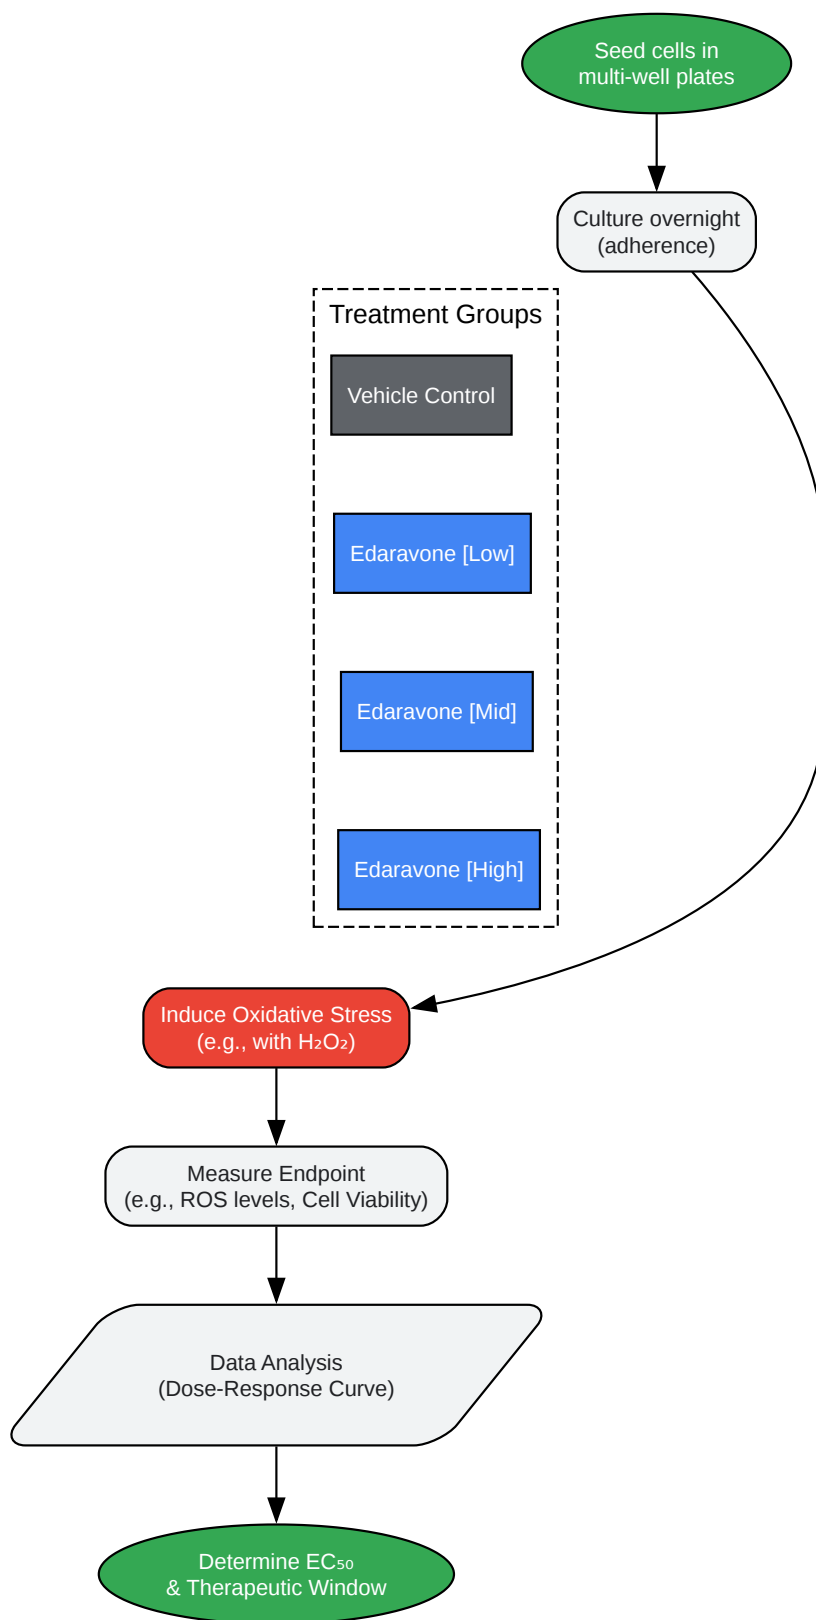 Seed cells in
multi-well plates
Culture overnight
(adherence)
Treatment Groups
Vehicle Control
Edaravone [Low]
Edaravone [Mid]
Edaravone [High]
Induce Oxidative Stress
(e.g., with H₂O₂)
Measure Endpoint
(e.g., ROS levels, Cell Viability)
Data Analysis
(Dose-Response Curve)
Determine EC₅₀
& Therapeutic Window